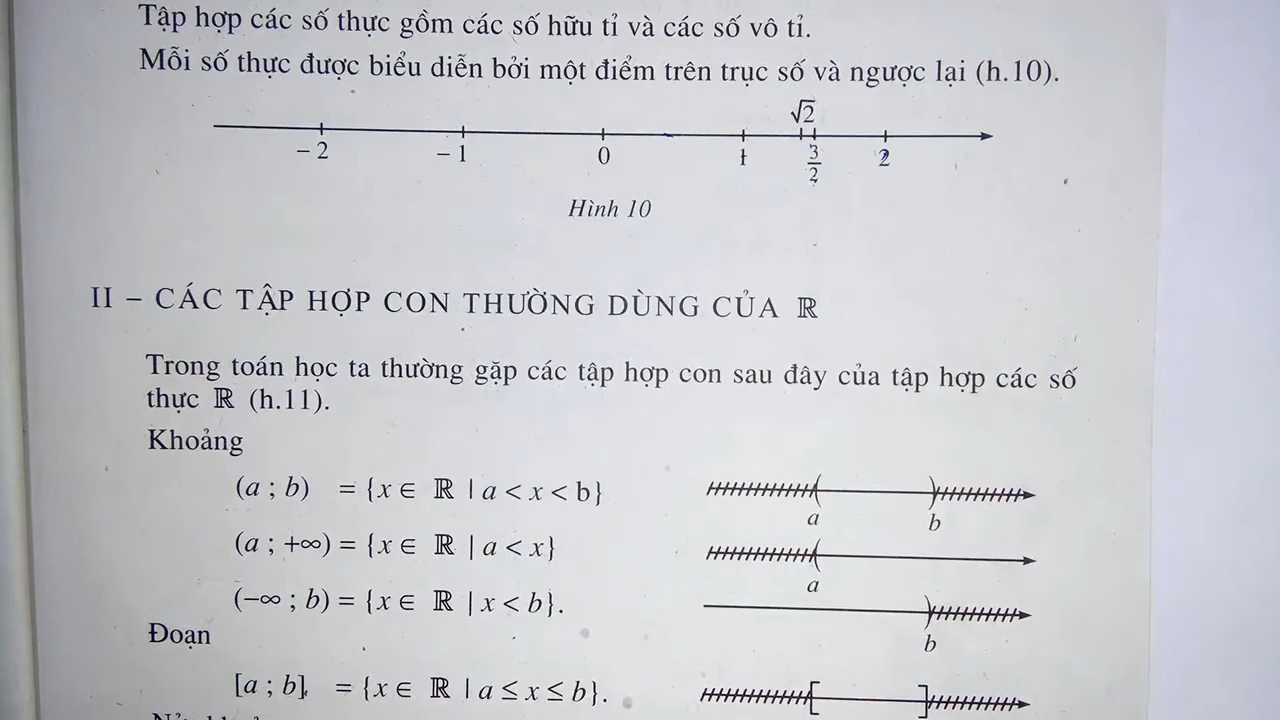 Tập hợp các số thực gồm các số hữu tỉ và các số vô tỉ.
Mỗi số thực được biểu diễn bởi một điểm trên trục số và ngược lại (h.10).
√2
– 2 – 1 0 1 3/2 2
Hình 10
II – CÁC TẬP HỢP CON THƯỜNG DÙNG CỦA ℝ
Trong toán học ta thường gặp các tập hợp con sau đây của tập hợp các số
thực ℝ (h.11).
Khoảng
(a ; b) = {x ∈ ℝ | a < x < b}
a b
(a ; +∞) = {x ∈ ℝ | a < x}
a
(–∞ ; b) = {x ∈ ℝ | x < b}.
b
Đoạn
[a ; b] = {x ∈ ℝ | a ≤ x ≤ b}.